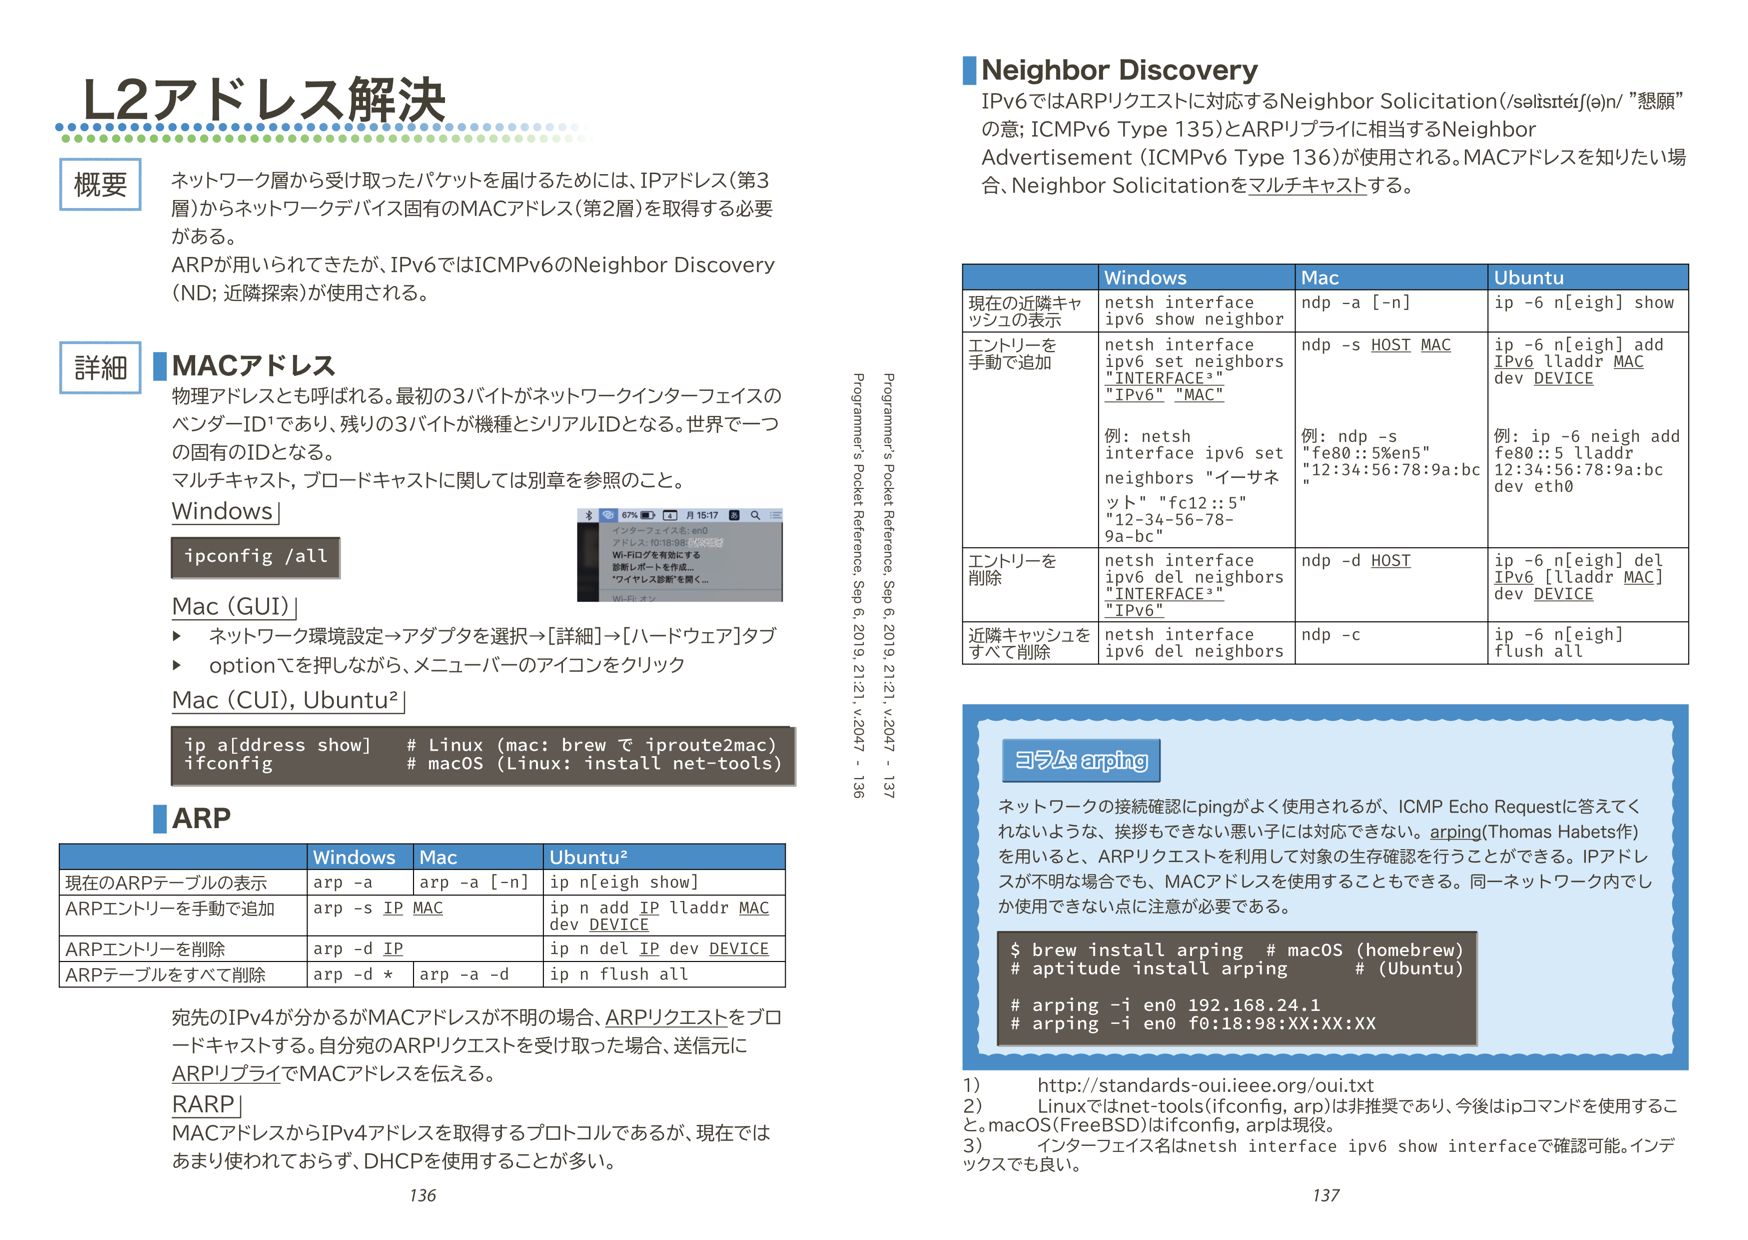 L2アドレス解決
概要
ネットワーク層から受け取ったパケットを届けるためには、IPアドレス(第3
層)からネットワークデバイス固有のMACアドレス(第2層)を取得する必要
がある。
ARPが用いられてきたが、IPv6ではICMPv6のNeighbor Discovery
(ND; 近隣探索)が使用される。
詳細
MACアドレス
物理アドレスとも呼ばれる。最初の3バイトがネットワークインターフェイスの
ベンダーID¹であり、残りの3バイトが機種とシリアルIDとなる。世界で一つ
の固有のIDとなる。
マルチキャスト, ブロードキャストに関しては別章を参照のこと。
Windows
ipconfig /all
67% 4 月 15:17 あ
インターフェイス名: en0
アドレス: f0:18:98:
Wi-Fiログを有効にする
診断レポートを作成...
"ワイヤレス診断"を開く...
Wi-Fi: オン
Mac (GUI)
▶ ネットワーク環境設定→アダプタを選択→[詳細]→[ハードウェア]タブ
▶ option⌥を押しながら、メニューバーのアイコンをクリック
Mac (CUI), Ubuntu²
ip a[ddress show] # Linux (mac: brew で iproute2mac)
ifconfig # macOS (Linux: install net-tools)
ARP
Windows Mac Ubuntu²
現在のARPテーブルの表示 arp -a arp -a [-n] ip n[eigh show]
ARPエントリーを手動で追加 arp -s IP MAC ip n add IP lladdr MAC
dev DEVICE
ARPエントリーを削除 arp -d IP ip n del IP dev DEVICE
ARPテーブルをすべて削除 arp -d * arp -a -d ip n flush all
宛先のIPv4が分かるがMACアドレスが不明の場合、ARPリクエストをブロ
ードキャストする。自分宛のARPリクエストを受け取った場合、送信元に
ARPリプライでMACアドレスを伝える。
RARP
MACアドレスからIPv4アドレスを取得するプロトコルであるが、現在では
あまり使われておらず、DHCPを使用することが多い。
136
Programmer's Pocket Reference, Sep 6, 2019, 21:21, v.2047 - 136
Programmer's Pocket Reference, Sep 6, 2019, 21:21, v.2047 - 137
Neighbor Discovery
IPv6ではARPリクエストに対応するNeighbor Solicitation(/səlìsɪtéɪʃ(ə)n/ ”懇願”
の意; ICMPv6 Type 135)とARPリプライに相当するNeighbor
Advertisement (ICMPv6 Type 136)が使用される。MACアドレスを知りたい場
合、Neighbor Solicitationをマルチキャストする。
Windows Mac Ubuntu
現在の近隣キャ
ッシュの表示
netsh interface
ipv6 show neighbor
ndp -a [-n]
ip -6 n[eigh] show
エントリーを
手動で追加
netsh interface
ipv6 set neighbors
"INTERFACE³"
"IPv6" "MAC"
例: netsh
interface ipv6 set
neighbors "イーサネ
ット" "fc12::5"
"12-34-56-78-
9a-bc"
ndp -s HOST MAC
例: ndp -s
"fe80::5%en5"
"12:34:56:78:9a:bc
"
ip -6 n[eigh] add
IPv6 lladdr MAC
dev DEVICE
例: ip -6 neigh add
fe80::5 lladdr
12:34:56:78:9a:bc
dev eth0
エントリーを
削除
netsh interface
ipv6 del neighbors
"INTERFACE³"
"IPv6"
ndp -d HOST
ip -6 n[eigh] del
IPv6 [lladdr MAC]
dev DEVICE
近隣キャッシュを
すべて削除
netsh interface
ipv6 del neighbors
ndp -c
ip -6 n[eigh]
flush all
コラム: arping
ネットワークの接続確認にpingがよく使用されるが、ICMP Echo Requestに答えてく
れないような、挨拶もできない悪い子には対応できない。arping(Thomas Habets作)
を用いると、ARPリクエストを利用して対象の生存確認を行うことができる。IPアドレ
スが不明な場合でも、MACアドレスを使用することもできる。同一ネットワーク内でし
か使用できない点に注意が必要である。
$ brew install arping # macOS (homebrew)
# aptitude install arping # (Ubuntu)
# arping -i en0 192.168.24.1
# arping -i en0 f0:18:98:XX:XX:XX
1) http://standards-oui.ieee.org/oui.txt
2) Linuxではnet-tools(ifconfig, arp)は非推奨であり、今後はipコマンドを使用するこ
と。macOS(FreeBSD)はifconfig, arpは現役。
3) インターフェイス名はnetsh interface ipv6 show interfaceで確認可能。インデ
ックスでも良い。
137